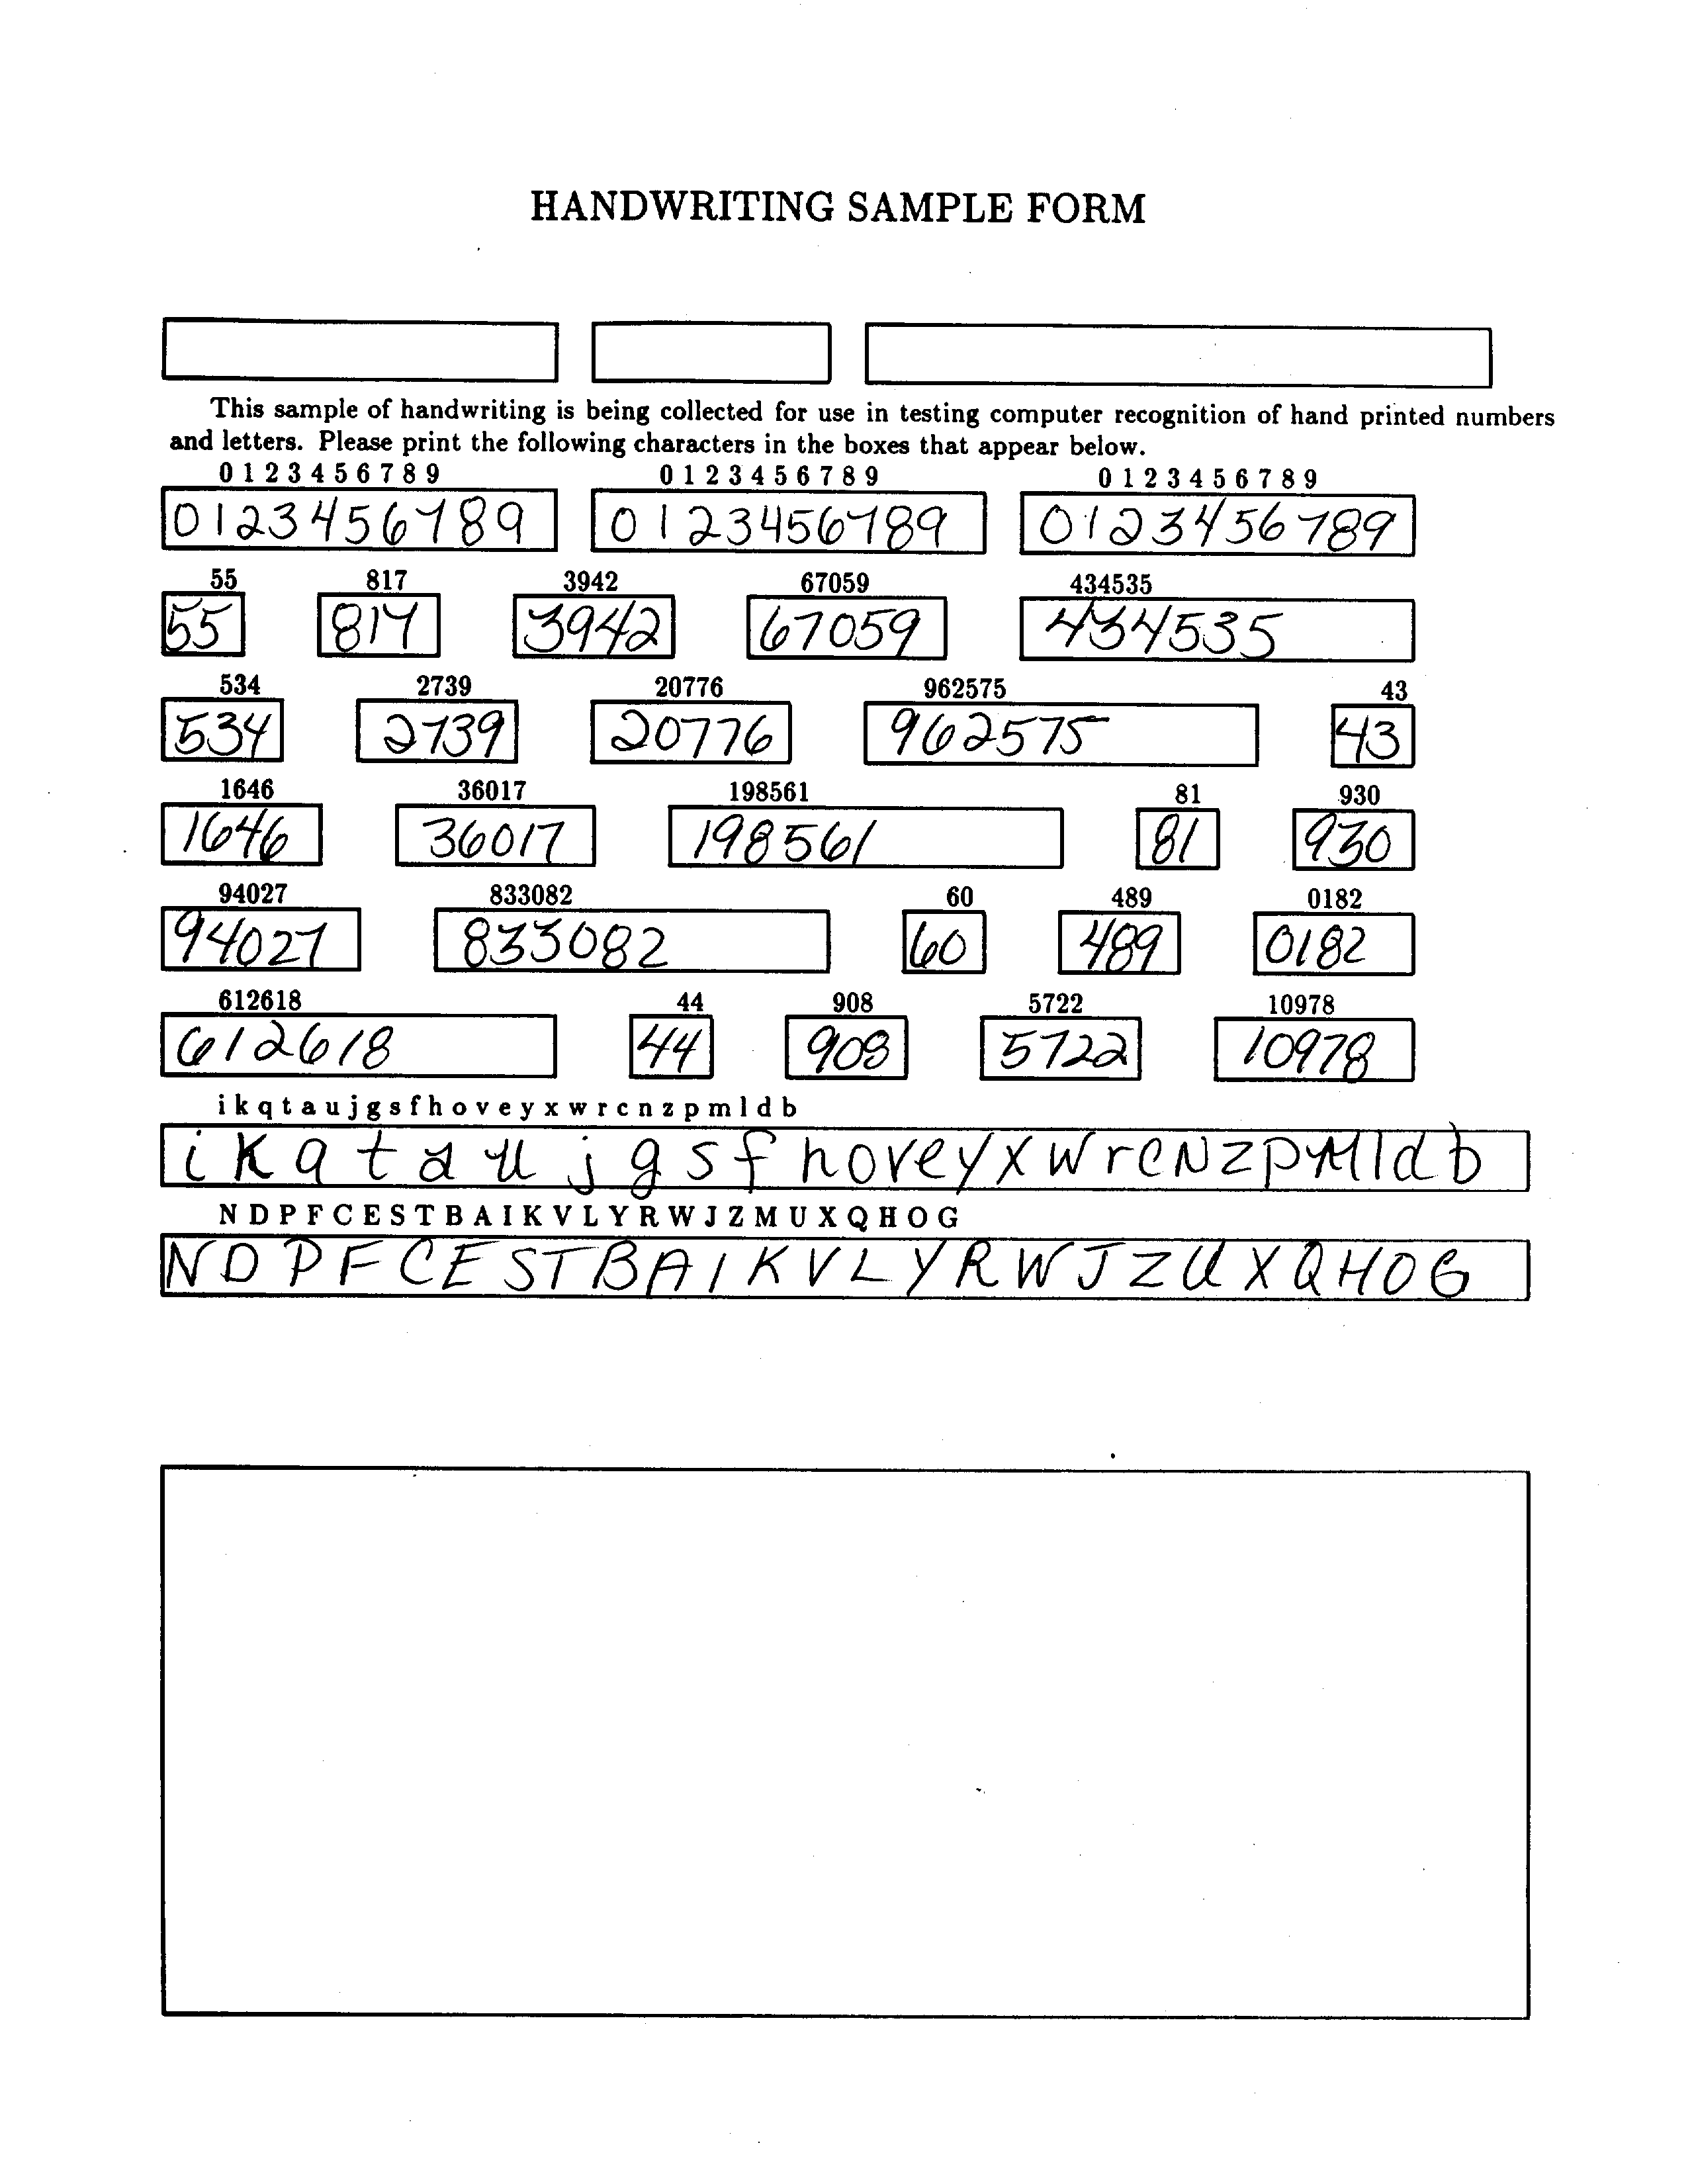 HANDWRITING SAMPLE FORM
This sample of handwriting is being collected for use in testing computer recognition of hand printed numbers
and letters. Please print the following characters in the boxes that appear below.
0 1 2 3 4 5 6 7 8 9 0 1 2 3 4 5 6 7 8 9 0 1 2 3 4 5 6 7 8 9
0123456789 0123456789 0123456789
55 817 3942 67059 434535
55 817 3942 67059 434535
534 2739 20776 962575 43
534 2739 20776 962575 43
1646 36017 198561 81 930
1646 36017 198561 81 930
94027 833082 60 489 0182
94027 833082 60 489 0182
612618 44 908 5722 10978
612618 44 908 5722 10978
i k q t a u j g s f h o v e y x w r c n z p m l d b
i k q t a u j g s f h o v e y x w r c N z p M l d b
N D P F C E S T B A I K V L Y R W J Z M U X Q H O G
N D P F C E S T B A I K V L Y R W J Z U X Q H O G